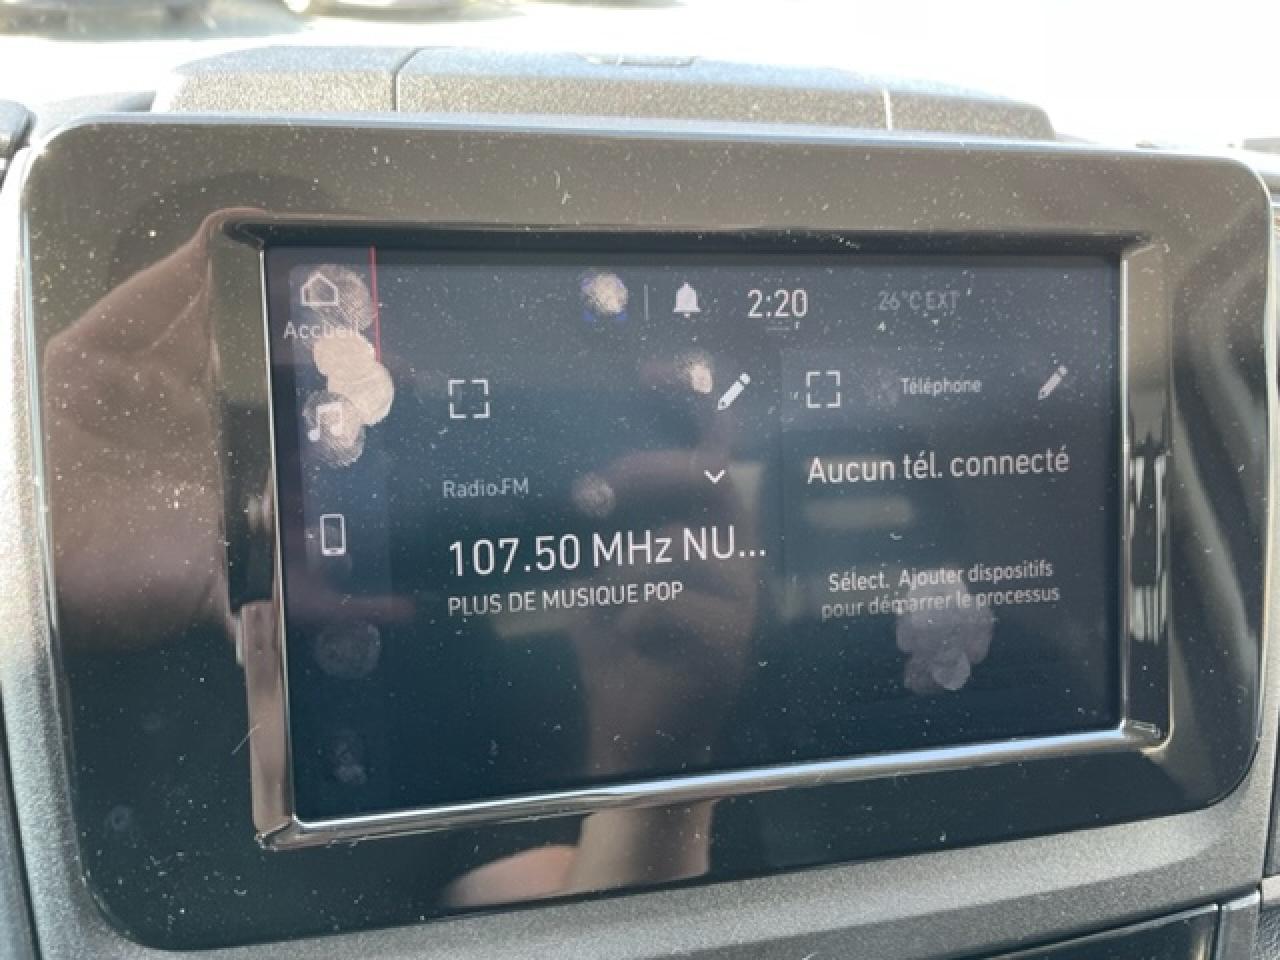 Accueil
2:20
26°C EXT
Téléphone
Aucun tél. connecté
Radio FM
107.50 MHz NU...
PLUS DE MUSIQUE POP
Sélect. Ajouter dispositifs
pour démarrer le processus